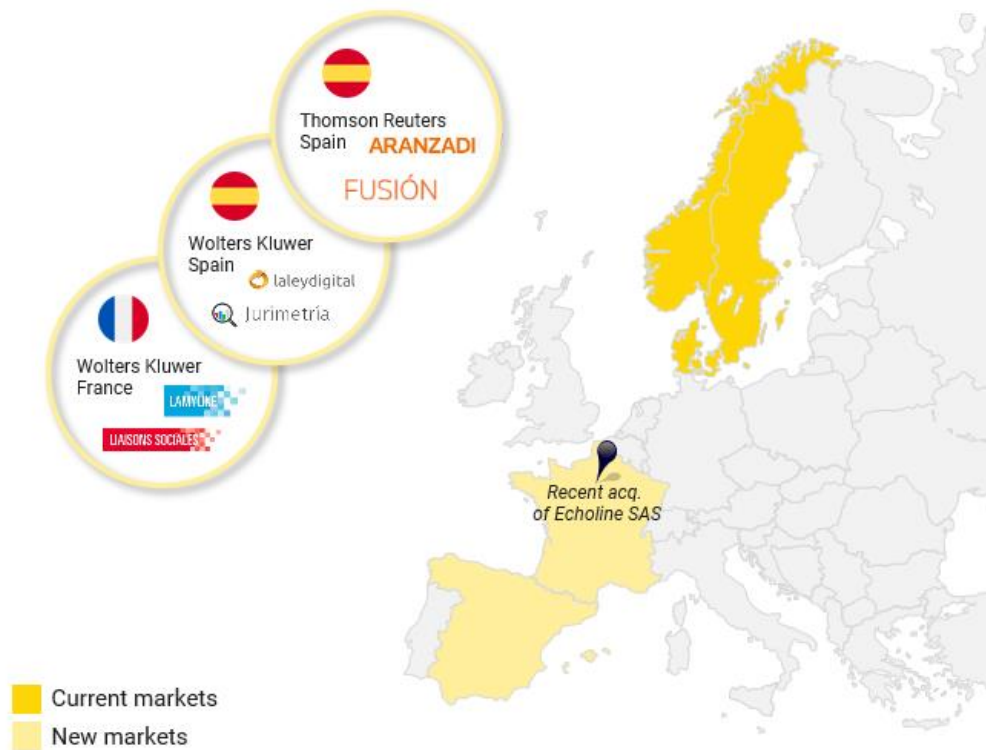 Thomson Reuters
Spain ARANZADI
FUSIÓN
Wolters Kluwer
Spain
laleydigital
Jurimetría
Wolters Kluwer
France
LAMYLINE
LIAISONS SOCIALES
Recent acq.
of Echoline SAS
Current markets
New markets